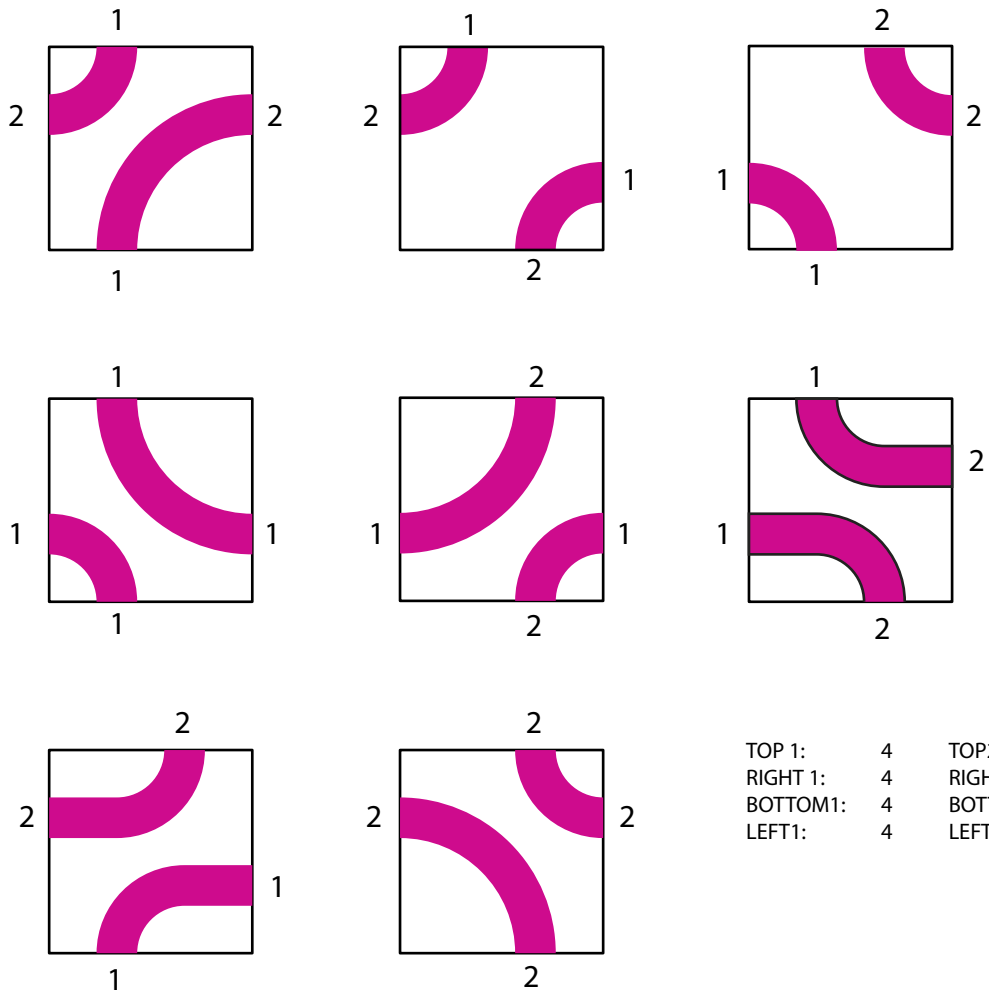 1 1 2
2 2 2 2
1 1
1 2 1
1 2 1
2
1 1 1 1
1 2 2
2 2
2 2 2
1
1 2
TOP 1: 4
RIGHT 1: 4
BOTTOM1: 4
LEFT1: 4